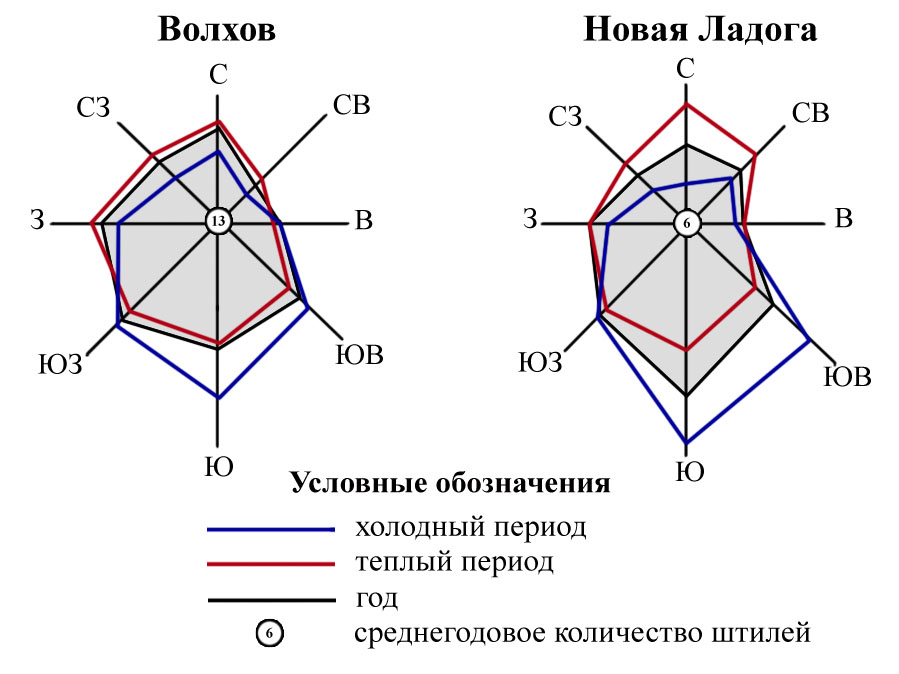 Волхов
Новая Ладога
С
С
СЗ
СВ
СЗ
СВ
З
13
В
З
6
В
ЮЗ
ЮВ
ЮЗ
ЮВ
Ю
Ю
Условные обозначения
холодный период
теплый период
год
6 среднегодовое количество штилей